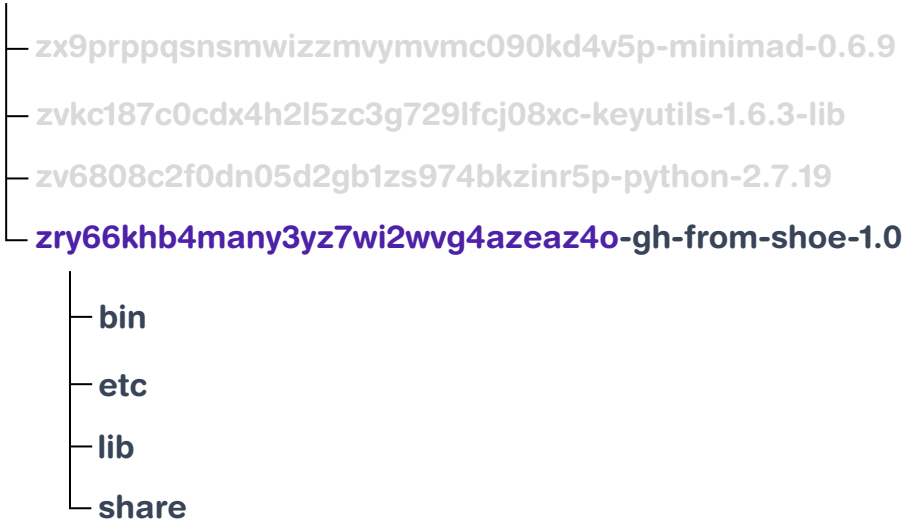 zx9prppqsnsmwizzmvymvmc090kd4v5p-minimad-0.6.9
zvkc187c0cdx4h2l5zc3g729lfcj08xc-keyutils-1.6.3-lib
zv6808c2f0dn05d2gb1zs974bkzinr5p-python-2.7.19
zry66khb4many3yz7wi2wvg4azeaz4o-gh-from-shoe-1.0
bin
etc
lib
share